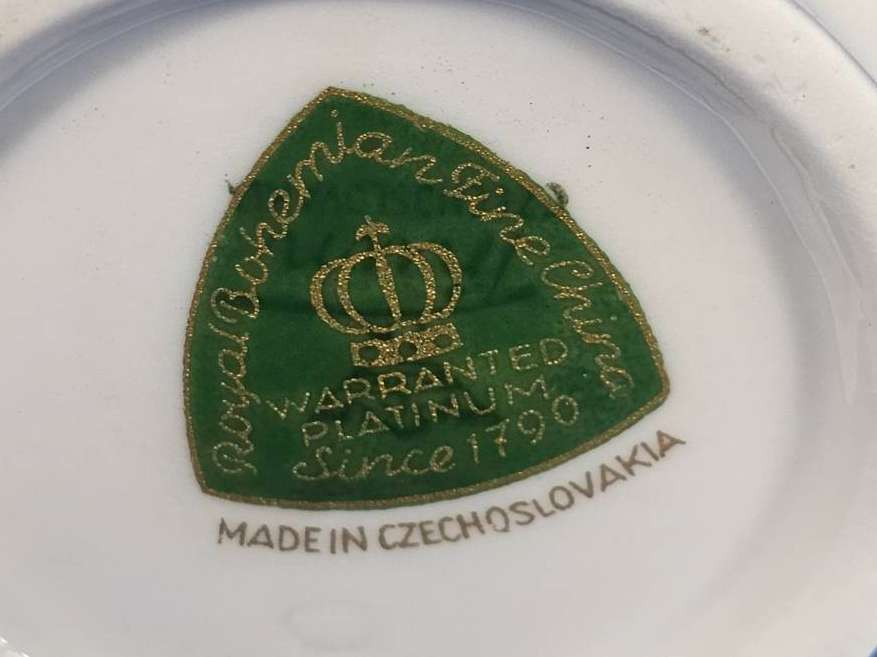 Royal Bohemian Fine China
WARRANTED
PLATINUM
Since 1790
MADE IN CZECHOSLOVAKIA